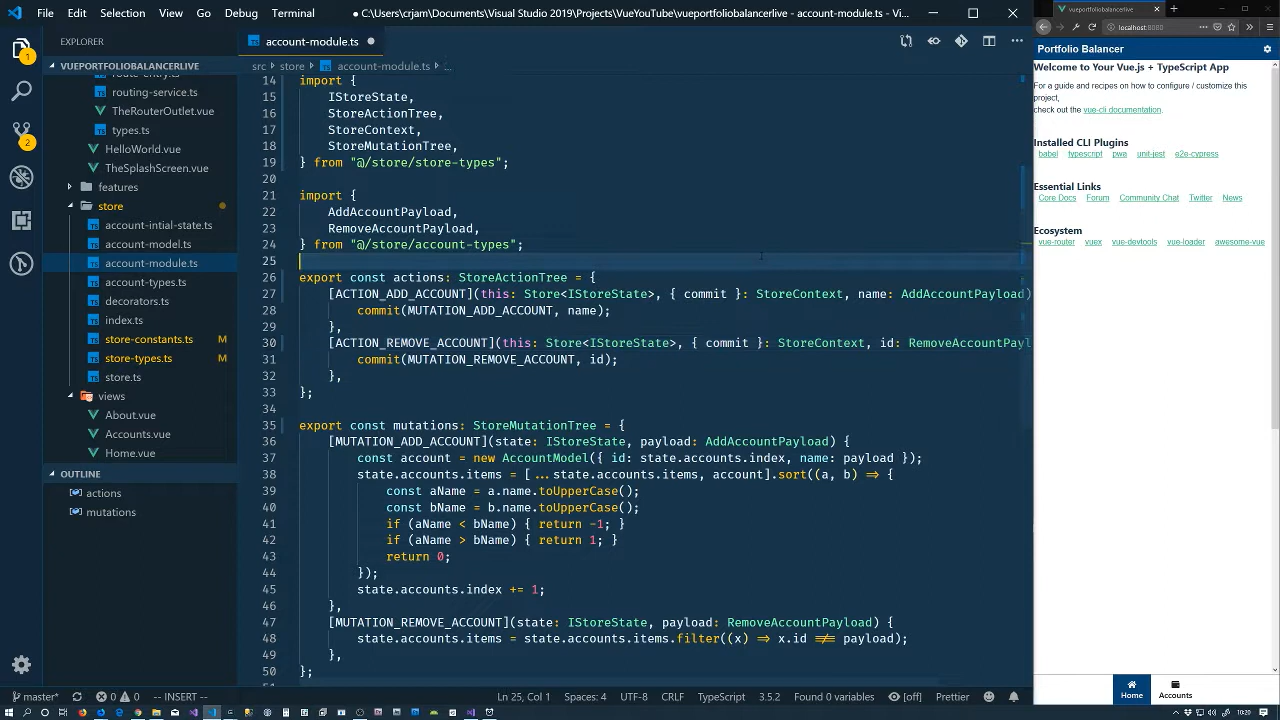 File Edit Selection View Go Debug Terminal
C:\Users\crjam\Documents\Visual Studio 2019\Projects\VueYouTube\vueportfoliobalancerlive - account-module.ts - V...
EXPLORER
VUEPORTFOLIOBALANCERLIVE
route-entry.ts
routing-service.ts
TheRouterOutlet.vue
types.ts
HelloWorld.vue
TheSplashScreen.vue
features
store
account-intial-state.ts
account-model.ts
account-module.ts
account-types.ts
decorators.ts
index.ts
store-constants.ts M
store-types.ts M
store.ts
views
About.vue
Accounts.vue
Home.vue
OUTLINE
actions
mutations
1
2
account-module.ts
src > store > account-module.ts > ...
14 import {
15 IStoreState,
16 StoreActionTree,
17 StoreContext,
18 StoreMutationTree,
19 } from "@/store/store-types";
20
21 import {
22 AddAccountPayload,
23 RemoveAccountPayload,
24 } from "@/store/account-types";
25
26 export const actions: StoreActionTree = {
27 [ACTION_ADD_ACCOUNT](this: Store<IStoreState>, { commit }: StoreContext, name: AddAccountPayload)
28 commit(MUTATION_ADD_ACCOUNT, name);
29 },
30 [ACTION_REMOVE_ACCOUNT](this: Store<IStoreState>, { commit }: StoreContext, id: RemoveAccountPayl
31 commit(MUTATION_REMOVE_ACCOUNT, id);
32 },
33 };
34
35 export const mutations: StoreMutationTree = {
36 [MUTATION_ADD_ACCOUNT](state: IStoreState, payload: AddAccountPayload) {
37 const account = new AccountModel({ id: state.accounts.index, name: payload });
38 state.accounts.items = [...state.accounts.items, account].sort((a, b) => {
39 const aName = a.name.toUpperCase();
40 const bName = b.name.toUpperCase();
41 if (aName < bName) { return -1; }
42 if (aName > bName) { return 1; }
43 return 0;
44 });
45 state.accounts.index += 1;
46 },
47 [MUTATION_REMOVE_ACCOUNT](state: IStoreState, payload: RemoveAccountPayload) {
48 state.accounts.items = state.accounts.items.filter((x) => x.id !== payload);
49 },
50 };
master* 0 0 -- INSERT -- Ln 25, Col 1 Spaces: 4 UTF-8 CRLF TypeScript 3.5.2 Found 0 variables Prettier
vueportfoliobalancerlive
localhost:8080
Portfolio Balancer
Welcome to Your Vue.js + TypeScript App
For a guide and recipes on how to configure / customize this
project,
check out the vue-cli documentation.
Installed CLI Plugins
babel typescript pwa unit-jest e2e-cypress
Essential Links
Core Docs Forum Community Chat Twitter News
Ecosystem
vue-router vuex vue-devtools vue-loader awesome-vue
Home Accounts
10:20